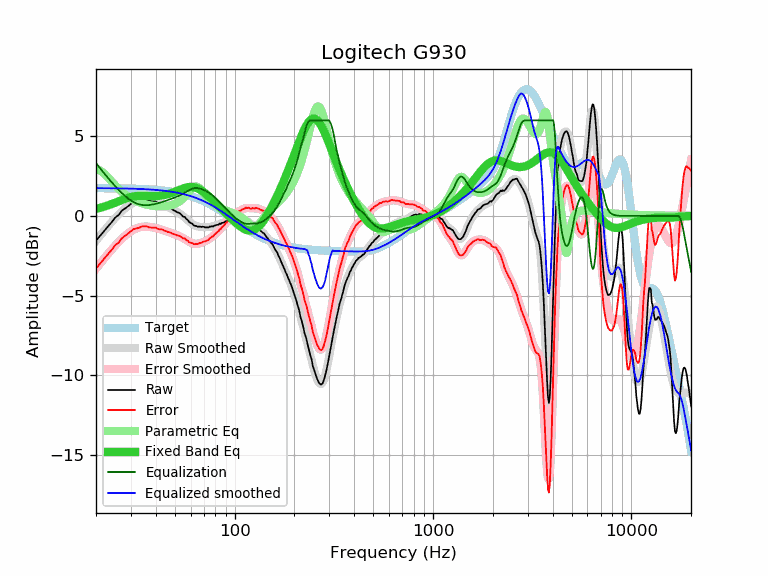 Logitech G930
Amplitude (dBr)
5
0
−5
−10
−15
Target
Raw Smoothed
Error Smoothed
Raw
Error
Parametric Eq
Fixed Band Eq
Equalization
Equalized smoothed
100
1000
10000
Frequency (Hz)